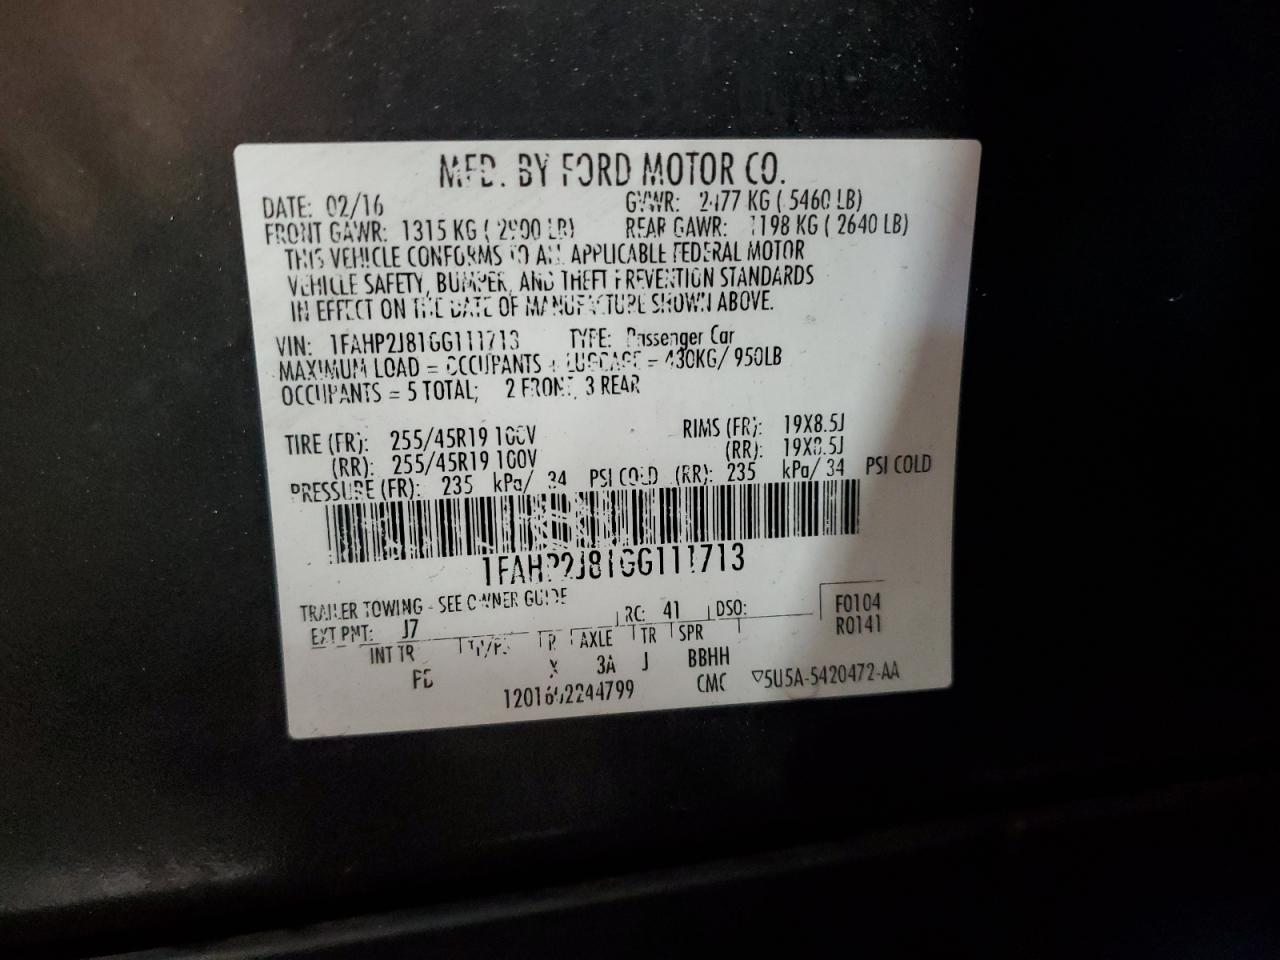 MFD. BY FORD MOTOR CO.
DATE: 02/16 GVWR: 2477 KG ( 5460 LB)
FRONT GAWR: 1315 KG ( 2900 LB) REAR GAWR: 1198 KG ( 2640 LB)
THIS VEHICLE CONFORMS TO ALL APPLICABLE FEDERAL MOTOR
VEHICLE SAFETY, BUMPER, AND THEFT PREVENTION STANDARDS
IN EFFECT ON THE DATE OF MANUFACTURE SHOWN ABOVE.
VIN: 1FAHP2J81GG111713 TYPE: Passenger Car
MAXIMUM LOAD = OCCUPANTS + LUGGAGE = 430KG/ 950LB
OCCUPANTS = 5 TOTAL; 2 FRONT, 3 REAR
TIRE (FR): 255/45R19 100V RIMS (FR): 19X8.5J
(RR): 255/45R19 100V (RR): 19X8.5J
PRESSURE (FR): 235 kPa/ 34 PSI COLD (RR): 235 kPa/ 34 PSI COLD
1FAHP2J81GG111713
TRAILER TOWING - SEE OWNER GUIDE
EXT PNT: J7 RC: 41 DSO: F0104
INT TR TP/PS R AXLE TR SPR R0141
3A J BBHH
1201602244799 CMC ▽5U5A-5420472-AA